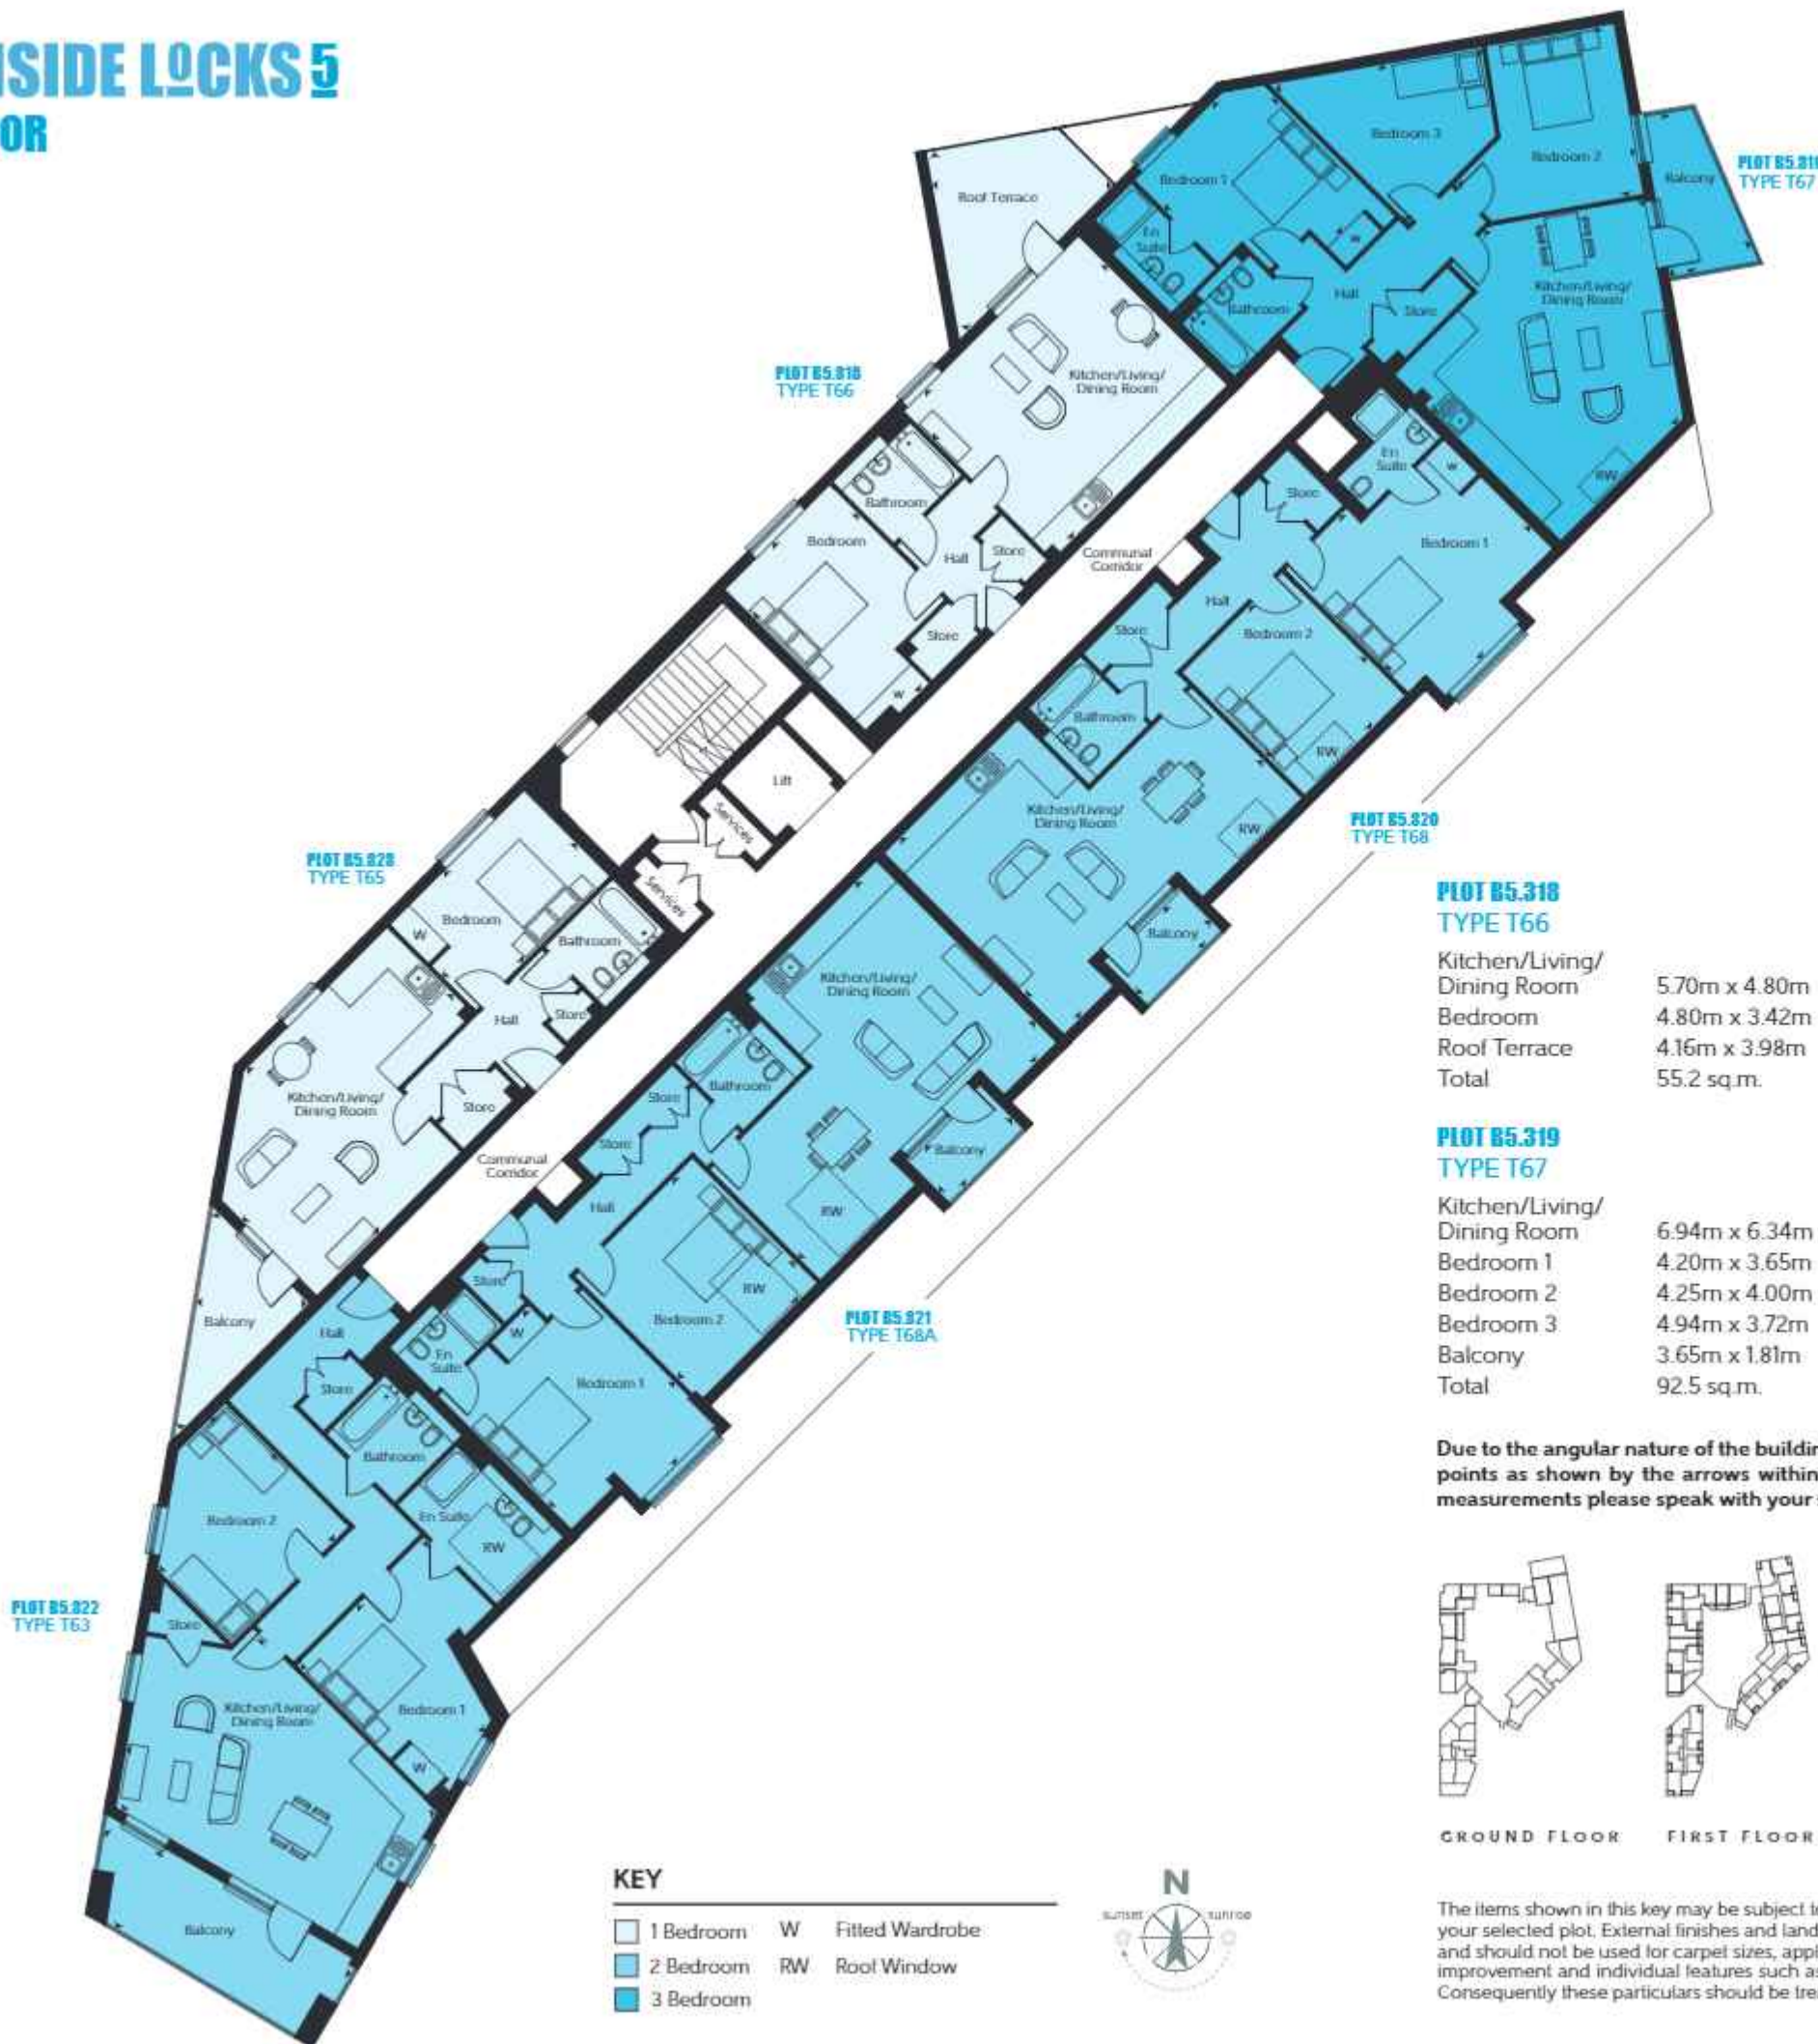 NSIDE LOCKS 5
OOR
Roof Terrace
Bedroom 1
Bedroom 3
Bedroom 2
Balcony
PLOT B5.819
TYPE T67
En
Suite
Bathroom
Hall
Store
Kitchen/Living/
Dining Room
RW
W
PLOT B5.818
TYPE T66
Kitchen/Living/
Dining Room
Bathroom
Bedroom
Hall
Store
Store
W
Communal
Corridor
Store
En
Suite
W
Bedroom 1
Hall
Store
Bedroom 2
RW
Bathroom
Kitchen/Living/
Dining Room
RW
Balcony
PLOT B5.820
TYPE T68
Lift
Services
Services
PLOT B5.828
TYPE T65
Bedroom
W
Bathroom
Hall
Store
Store
Kitchen/Living/
Dining Room
Balcony
Communal
Corridor
Kitchen/Living/
Dining Room
Bathroom
Store
Store
Hall
Balcony
RW
Bedroom 2
RW
Store
W
En
Suite
Bedroom 1
PLOT B5.821
TYPE T68A
Hall
Store
Bathroom
Bedroom 2
En Suite
RW
Store
Kitchen/Living/
Dining Room
Bedroom 1
W
Balcony
PLOT B5.822
TYPE T63
PLOT B5.318
TYPE T66
Kitchen/Living/
Dining Room 5.70m x 4.80m
Bedroom 4.80m x 3.42m
Roof Terrace 4.16m x 3.98m
Total 55.2 sq.m.
PLOT B5.319
TYPE T67
Kitchen/Living/
Dining Room 6.94m x 6.34m
Bedroom 1 4.20m x 3.65m
Bedroom 2 4.25m x 4.00m
Bedroom 3 4.94m x 3.72m
Balcony 3.65m x 1.81m
Total 92.5 sq.m.
Due to the angular nature of the buildin
points as shown by the arrows within
measurements please speak with your
GROUND FLOOR FIRST FLOOR
KEY
1 Bedroom W Fitted Wardrobe
2 Bedroom RW Roof Window
3 Bedroom
N
sunset sunrise
The items shown in this key may be subject to
your selected plot. External finishes and land
and should not be used for carpet sizes, appl
improvement and individual features such as
Consequently these particulars should be trea